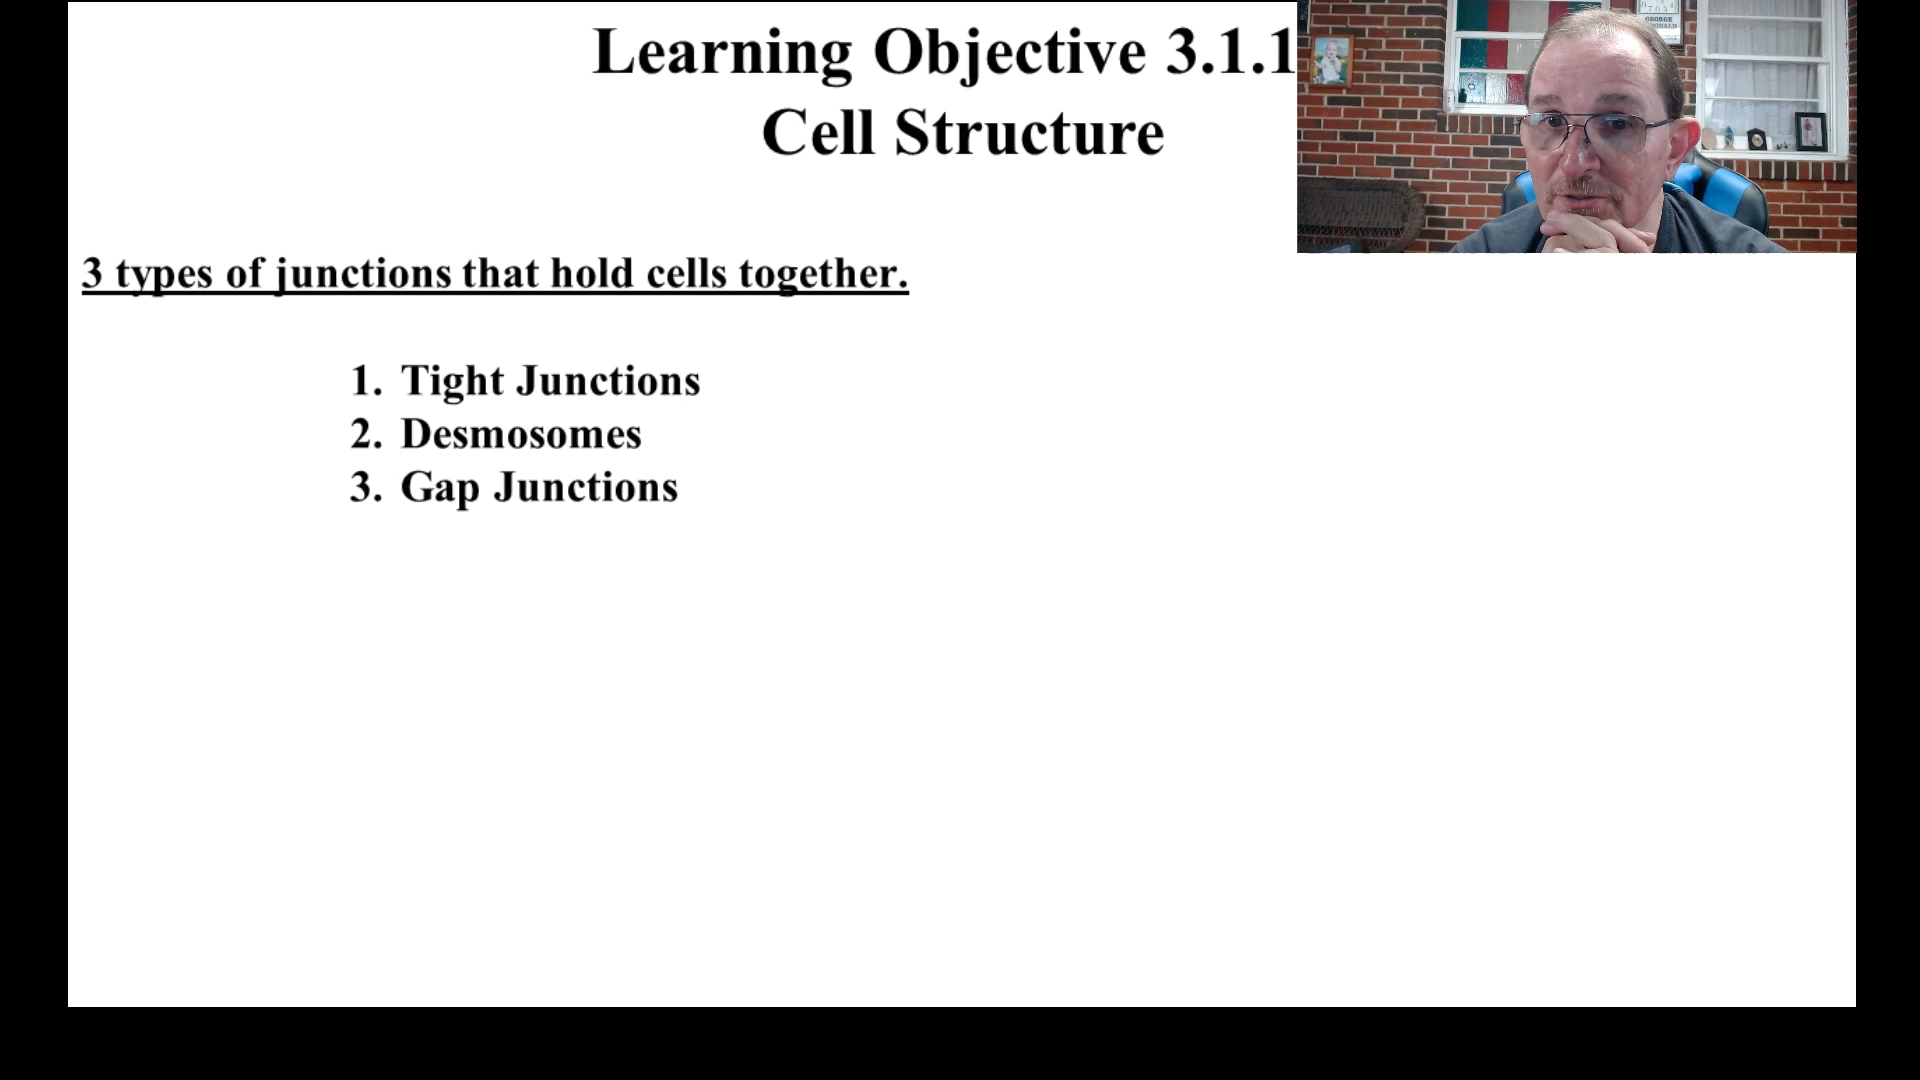 Learning Objective 3.1.1
Cell Structure
GEORGE
3 types of junctions that hold cells together.
1. Tight Junctions
2. Desmosomes
3. Gap Junctions